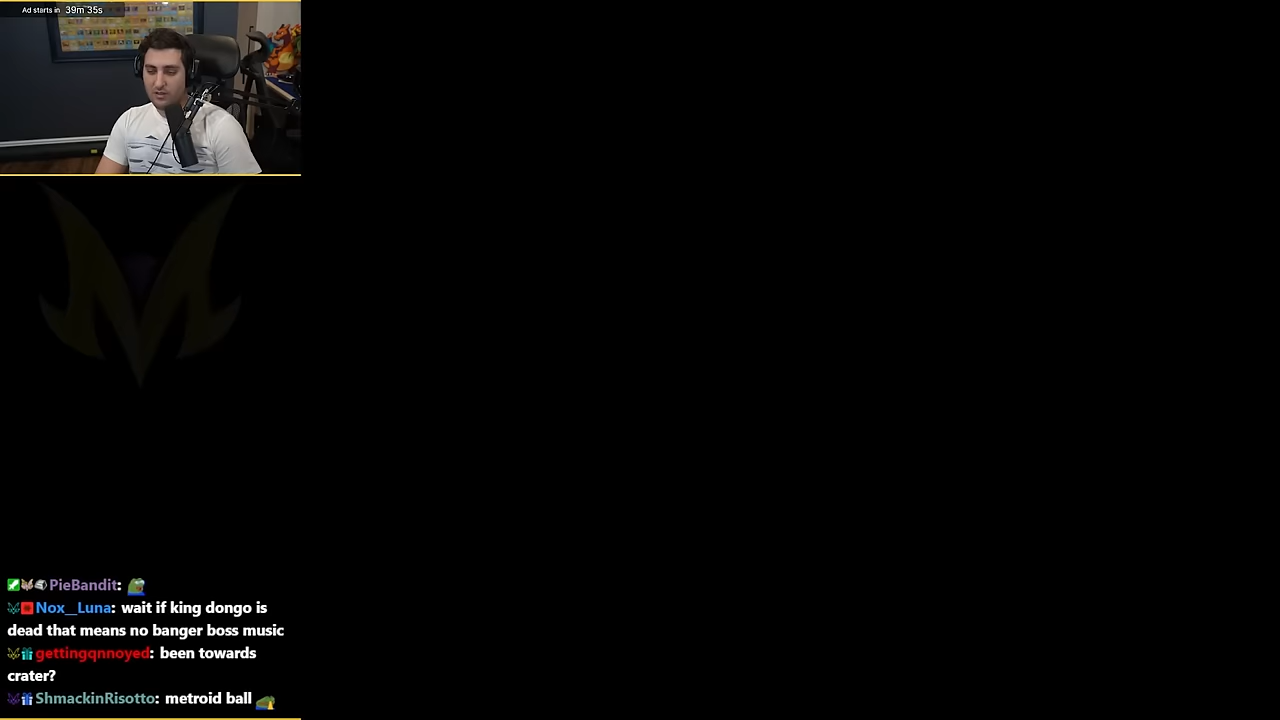 Ad starts in 39m 35s
PieBandit:
Nox__Luna: wait if king dongo is
dead that means no banger boss music
gettingqnnoyed: been towards
crater?
ShmackinRisotto: metroid ball